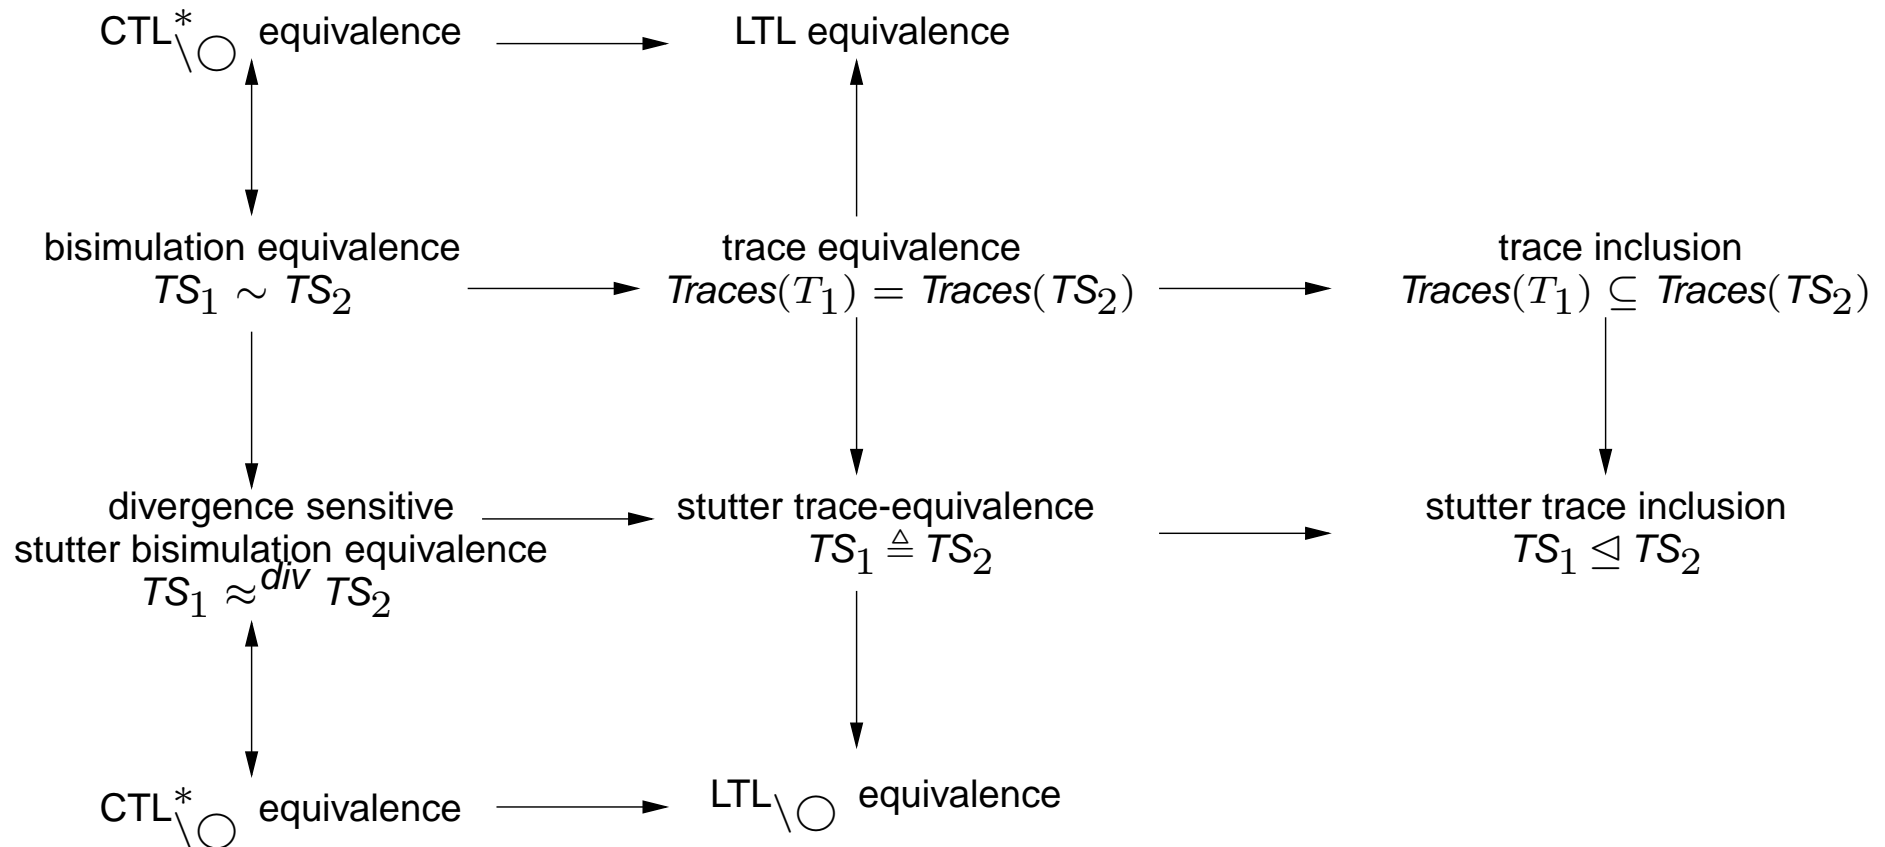 CTL*\◯ equivalence
LTL equivalence
bisimulation equivalence
TS₁ ∼ TS₂
trace equivalence
Traces(T₁) = Traces(TS₂)
trace inclusion
Traces(T₁) ⊆ Traces(TS₂)
divergence sensitive
stutter bisimulation equivalence
TS₁ ≈div TS₂
stutter trace-equivalence
TS₁ ≜ TS₂
stutter trace inclusion
TS₁ ⊴ TS₂
CTL*\◯ equivalence
LTL\◯ equivalence